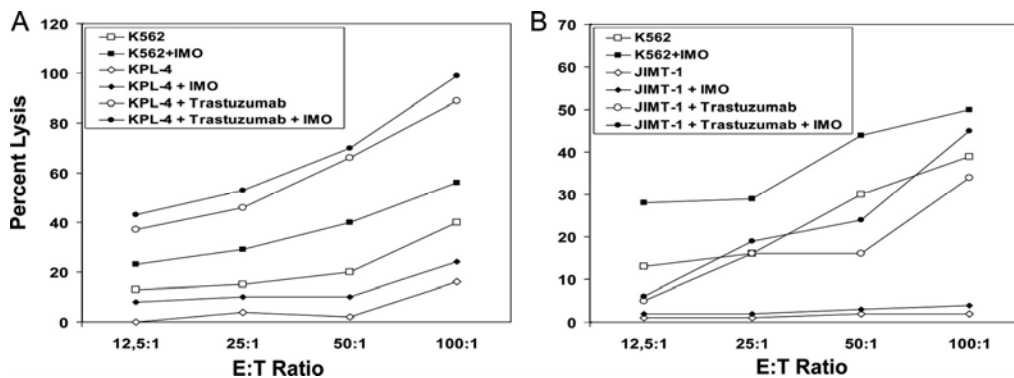 A
Percent Lysis
120
100
80
60
40
20
0
K562
K562+IMO
KPL-4
KPL-4 + IMO
KPL-4 + Trastuzumab
KPL-4 + Trastuzumab + IMO
12,5:1 25:1 50:1 100:1
E:T Ratio
B
70
60
50
40
30
20
10
0
K562
K562+IMO
JIMT-1
JIMT-1 + IMO
JIMT-1 + Trastuzumab
JIMT-1 + Trastuzumab + IMO
12,5:1 25:1 50:1 100:1
E:T Ratio